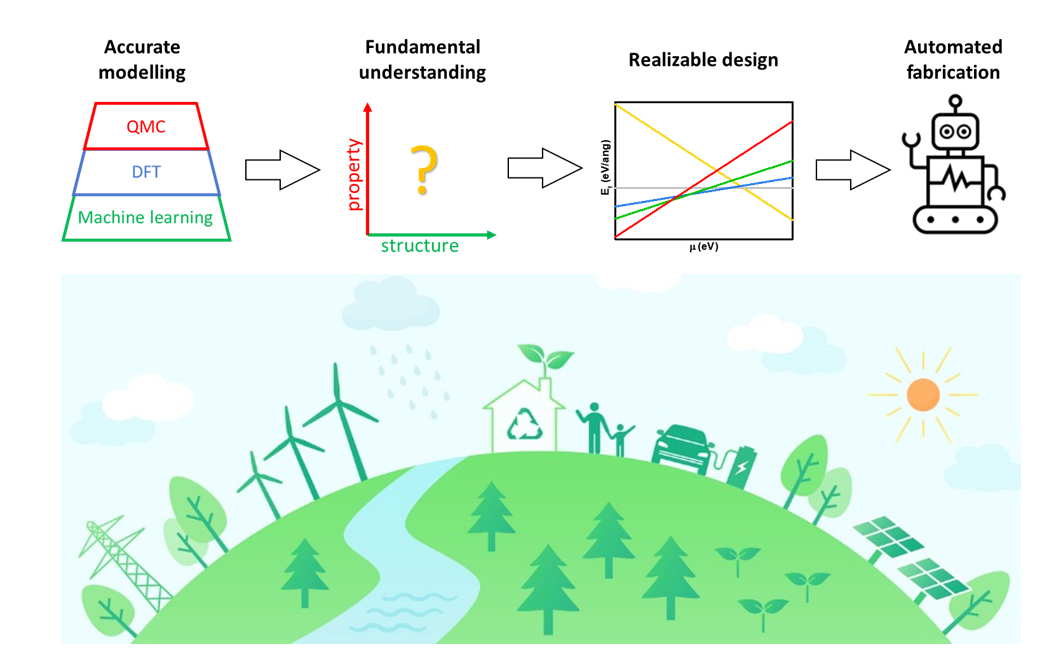 Accurate
modelling
Fundamental
understanding
Realizable design
Automated
fabrication
QMC
DFT
Machine learning
property
?
structure
E_f (eV/ang)
μ (eV)